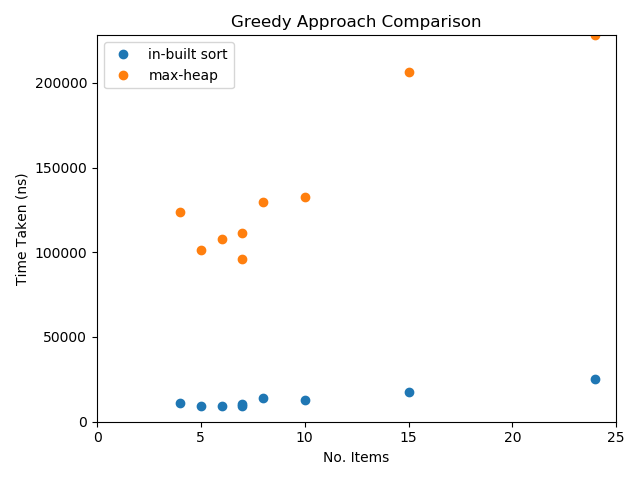 Greedy Approach Comparison
in-built sort
max-heap
Time Taken (ns)
200000
150000
100000
50000
0
0 5 10 15 20 25
No. Items